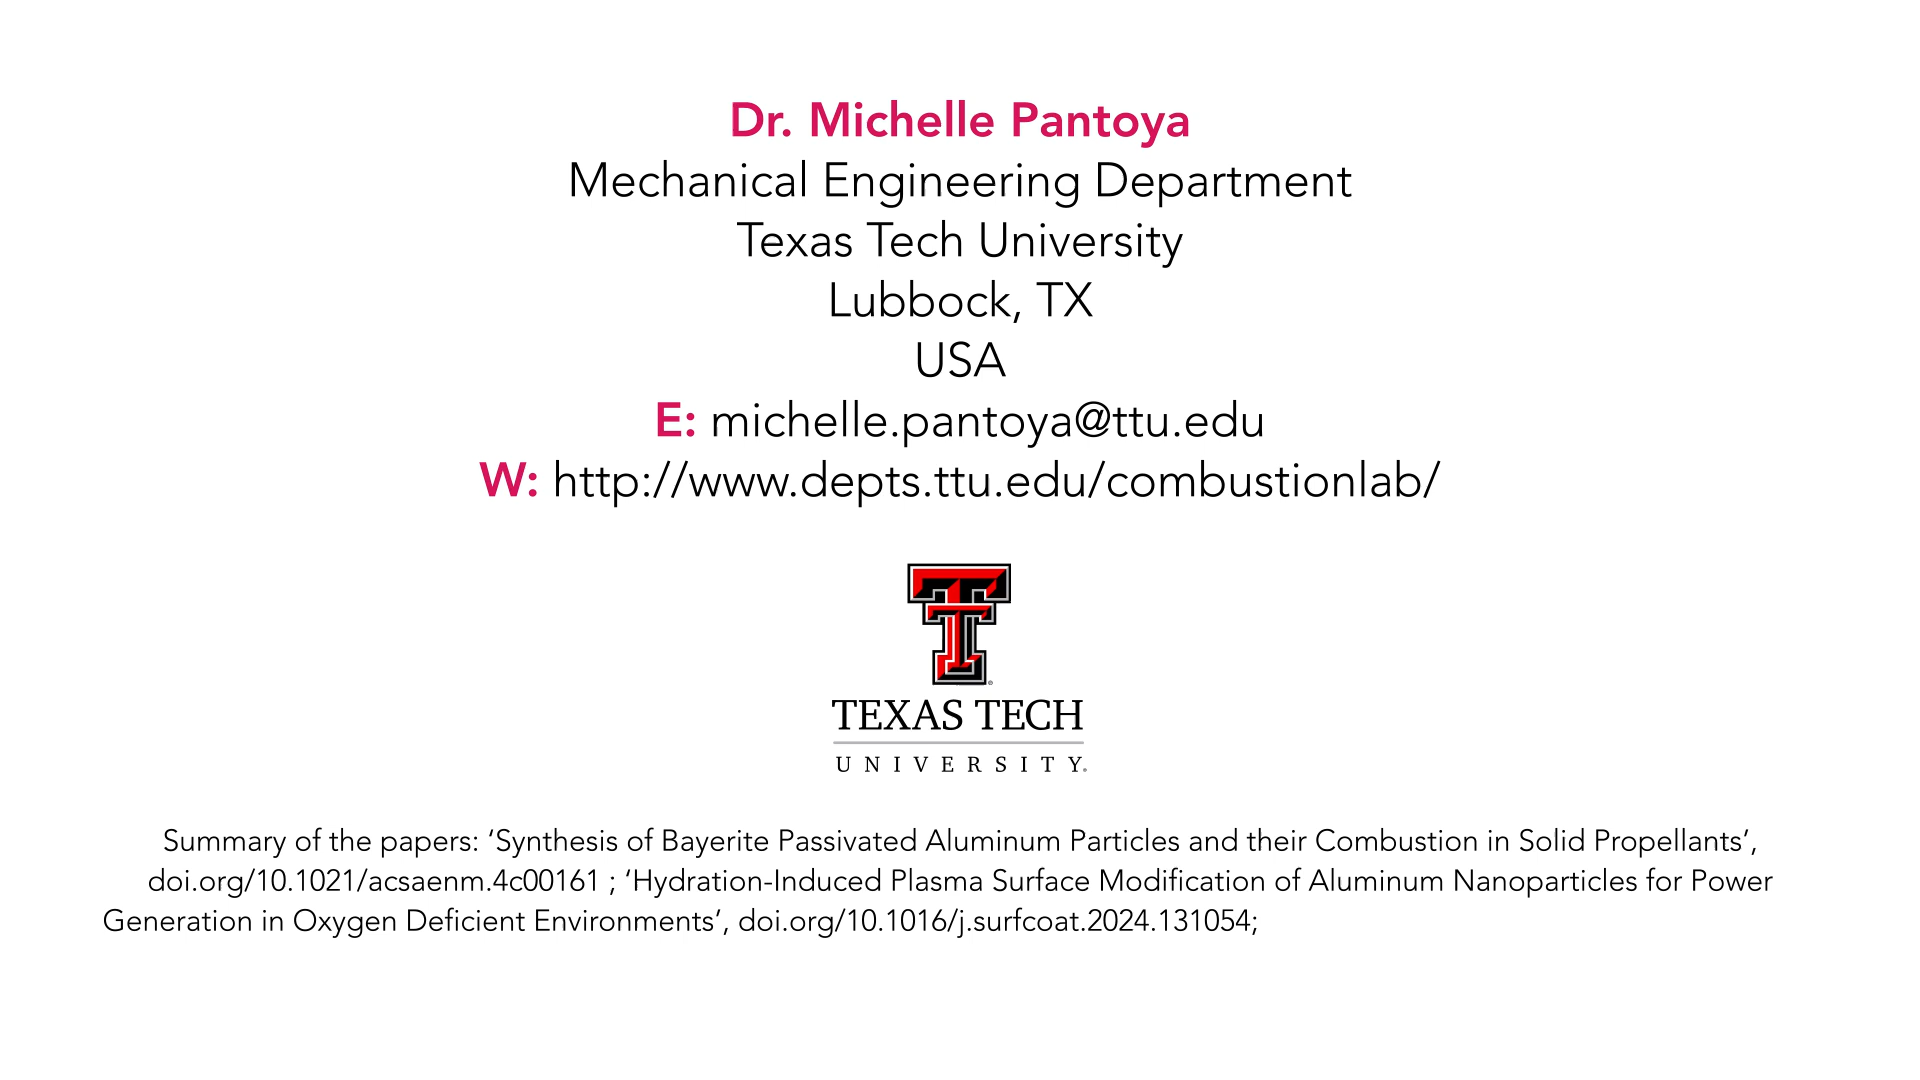 Dr. Michelle Pantoya
Mechanical Engineering Department
Texas Tech University
Lubbock, TX
USA
E: michelle.pantoya@ttu.edu
W: http://www.depts.ttu.edu/combustionlab/
TEXAS TECH
UNIVERSITY®
Summary of the papers: ‘Synthesis of Bayerite Passivated Aluminum Particles and their Combustion in Solid Propellants’,
doi.org/10.1021/acsaenm.4c00161 ; ‘Hydration-Induced Plasma Surface Modification of Aluminum Nanoparticles for Power
Generation in Oxygen Deficient Environments’, doi.org/10.1016/j.surfcoat.2024.131054;